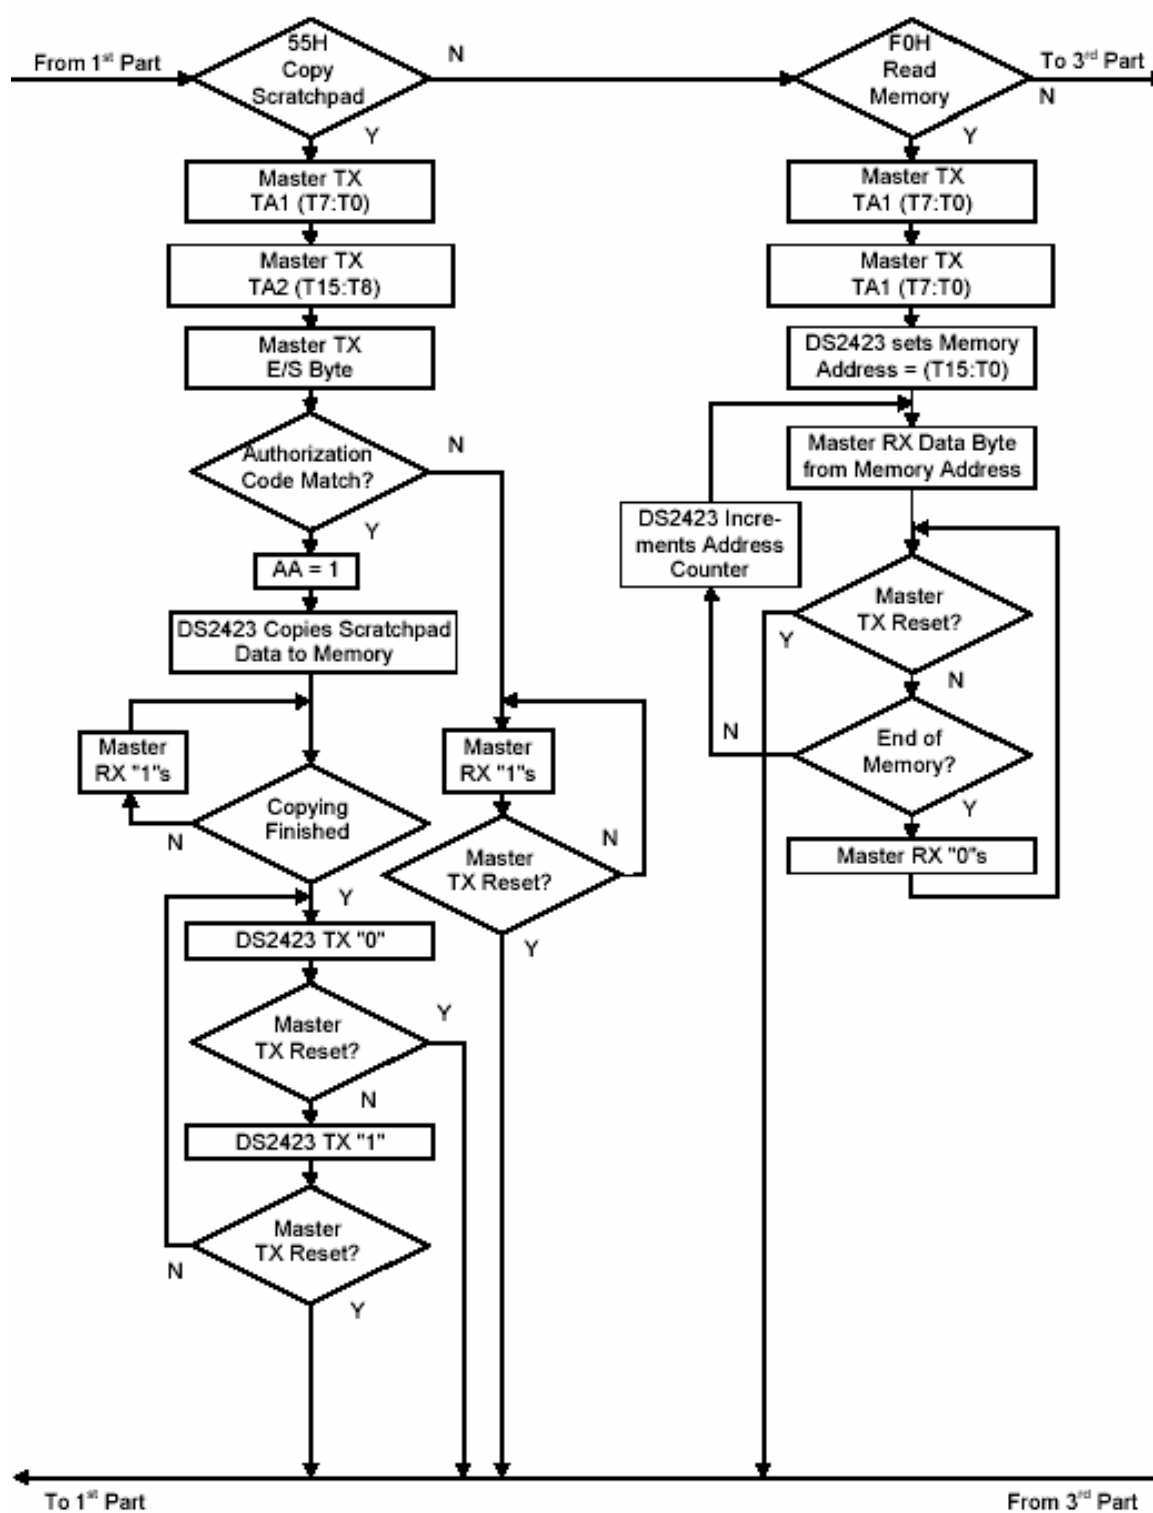 From 1st Part
55H
Copy
Scratchpad
N
Y
Master TX
TA1 (T7:T0)
Master TX
TA2 (T15:T8)
Master TX
E/S Byte
Authorization
Code Match?
N
Y
AA = 1
DS2423 Copies Scratchpad
Data to Memory
Master
RX "1"s
Copying
Finished
N
Y
DS2423 TX "0"
Master
TX Reset?
Y
N
DS2423 TX "1"
Master
TX Reset?
N
Y
Master
RX "1"s
Master
TX Reset?
N
Y
F0H
Read
Memory
To 3rd Part
N
Y
Master TX
TA1 (T7:T0)
Master TX
TA1 (T7:T0)
DS2423 sets Memory
Address = (T15:T0)
Master RX Data Byte
from Memory Address
DS2423 Incre-
ments Address
Counter
Master
TX Reset?
Y
N
End of
Memory?
N
Y
Master RX "0"s
To 1st Part
From 3rd Part